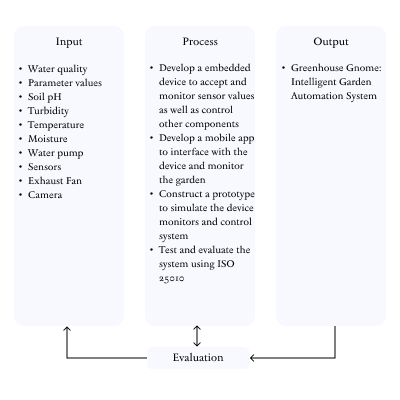 Input
• Water quality
• Parameter values
• Soil pH
• Turbidity
• Temperature
• Moisture
• Water pump
• Sensors
• Exhaust Fan
• Camera
Process
• Develop a embedded
device to accept and
monitor sensor values
as well as control
other components
• Develop a mobile app
to interface with the
device and monitor
the garden
• Construct a prototype
to simulate the device
monitors and control
system
• Test and evaluate the
system using ISO
25010
Output
• Greenhouse Gnome:
Intelligent Garden
Automation System
Evaluation